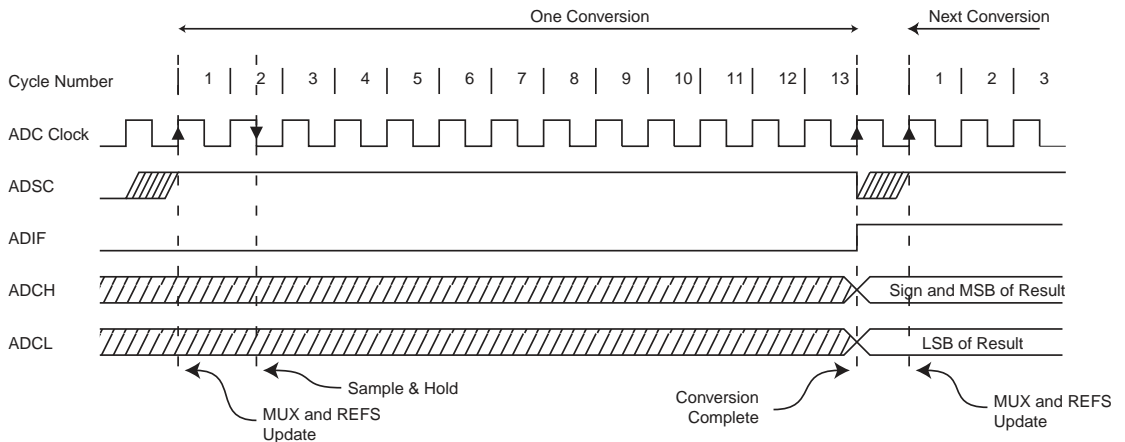 One Conversion
Next Conversion
Cycle Number
1 2 3 4 5 6 7 8 9 10 11 12 13 1 2 3
ADC Clock
ADSC
ADIF
ADCH
Sign and MSB of Result
ADCL
LSB of Result
Sample & Hold
MUX and REFS
Update
Conversion
Complete
MUX and REFS
Update